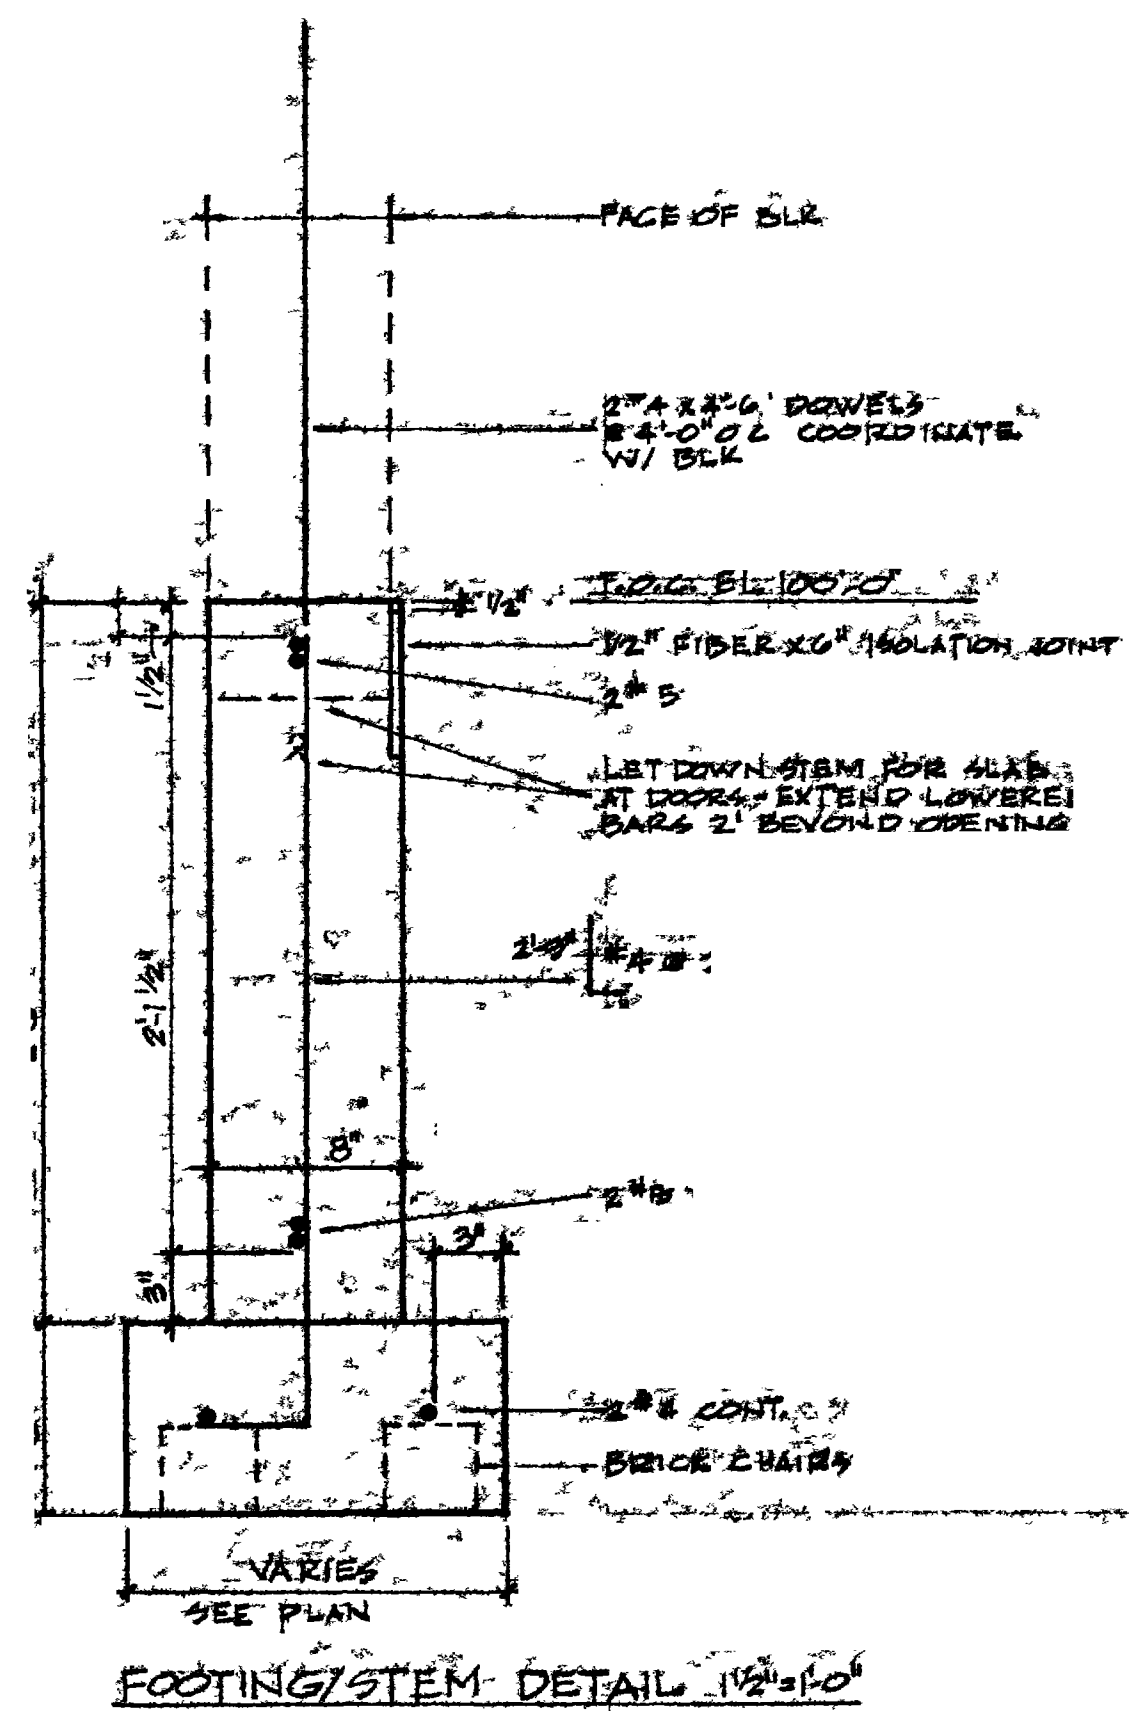 FACE OF BLK
2 #4 x 4'-6" DOWELS
@ 4'-0" OC COORDINATE
W/ BLK
T.O.C. EL 100'-0"
1/2"
1/2" FIBER X 6" ISOLATION JOINT
2 # 5
1 1/2"
LET DOWN STEM FOR SLAB
AT DOORS - EXTEND LOWERED
BARS 2' BEYOND OPENING
#4 @
2'-1 1/2"
8"
2 #5
3"
3"
2 #4 CONT.
BRICK CHAIRS
VARIES
SEE PLAN
FOOTING/STEM DETAIL 1 1/2"=1'-0"